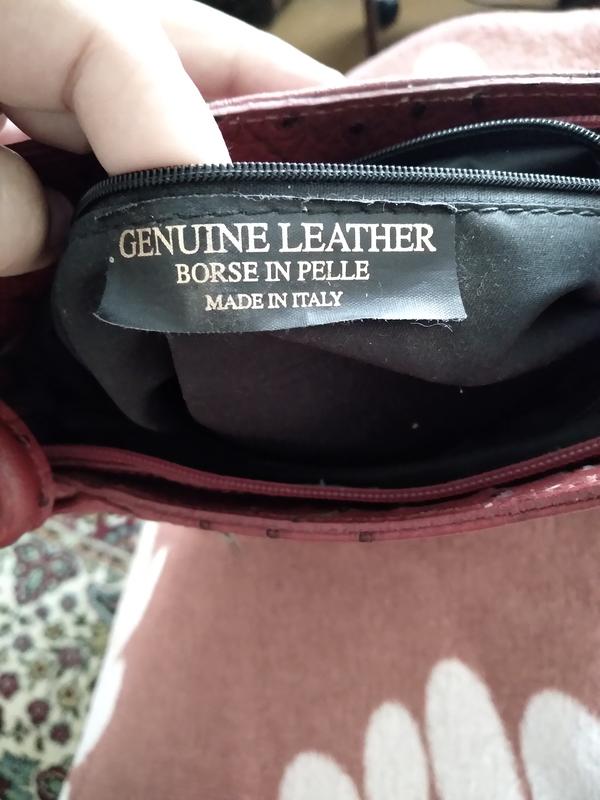 GENUINE LEATHER
BORSE IN PELLE
MADE IN ITALY